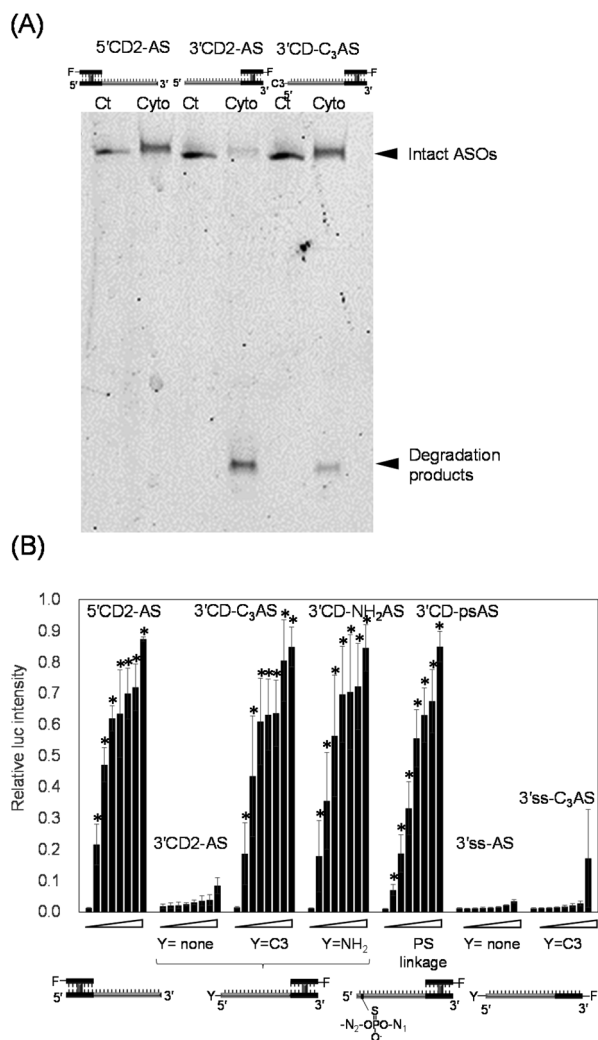 (A)
5'CD2-AS 3'CD2-AS 3'CD-C₃AS
F F F
5' 3' 5' 3' C3 5' 3'
Ct Cyto Ct Cyto Ct Cyto
Intact ASOs
Degradation
products
(B)
1.0
0.9
0.8
0.7
0.6
0.5
0.4
0.3
0.2
0.1
0.0
Relative luc intensity
5'CD2-AS 3'CD-C₃AS 3'CD-NH₂AS 3'CD-psAS
3'CD2-AS 3'ss-AS 3'ss-C₃AS
* * * * * * *
* * * * * * *
* * * * * * *
* * * * * * *
Y= none Y=C3 Y=NH₂ PS Y= none Y=C3
linkage
F F F
Y Y F
5' 3' 5' 3' 5' 3' 5' 3'
S
-N₂-OPO-N₁
O⁻